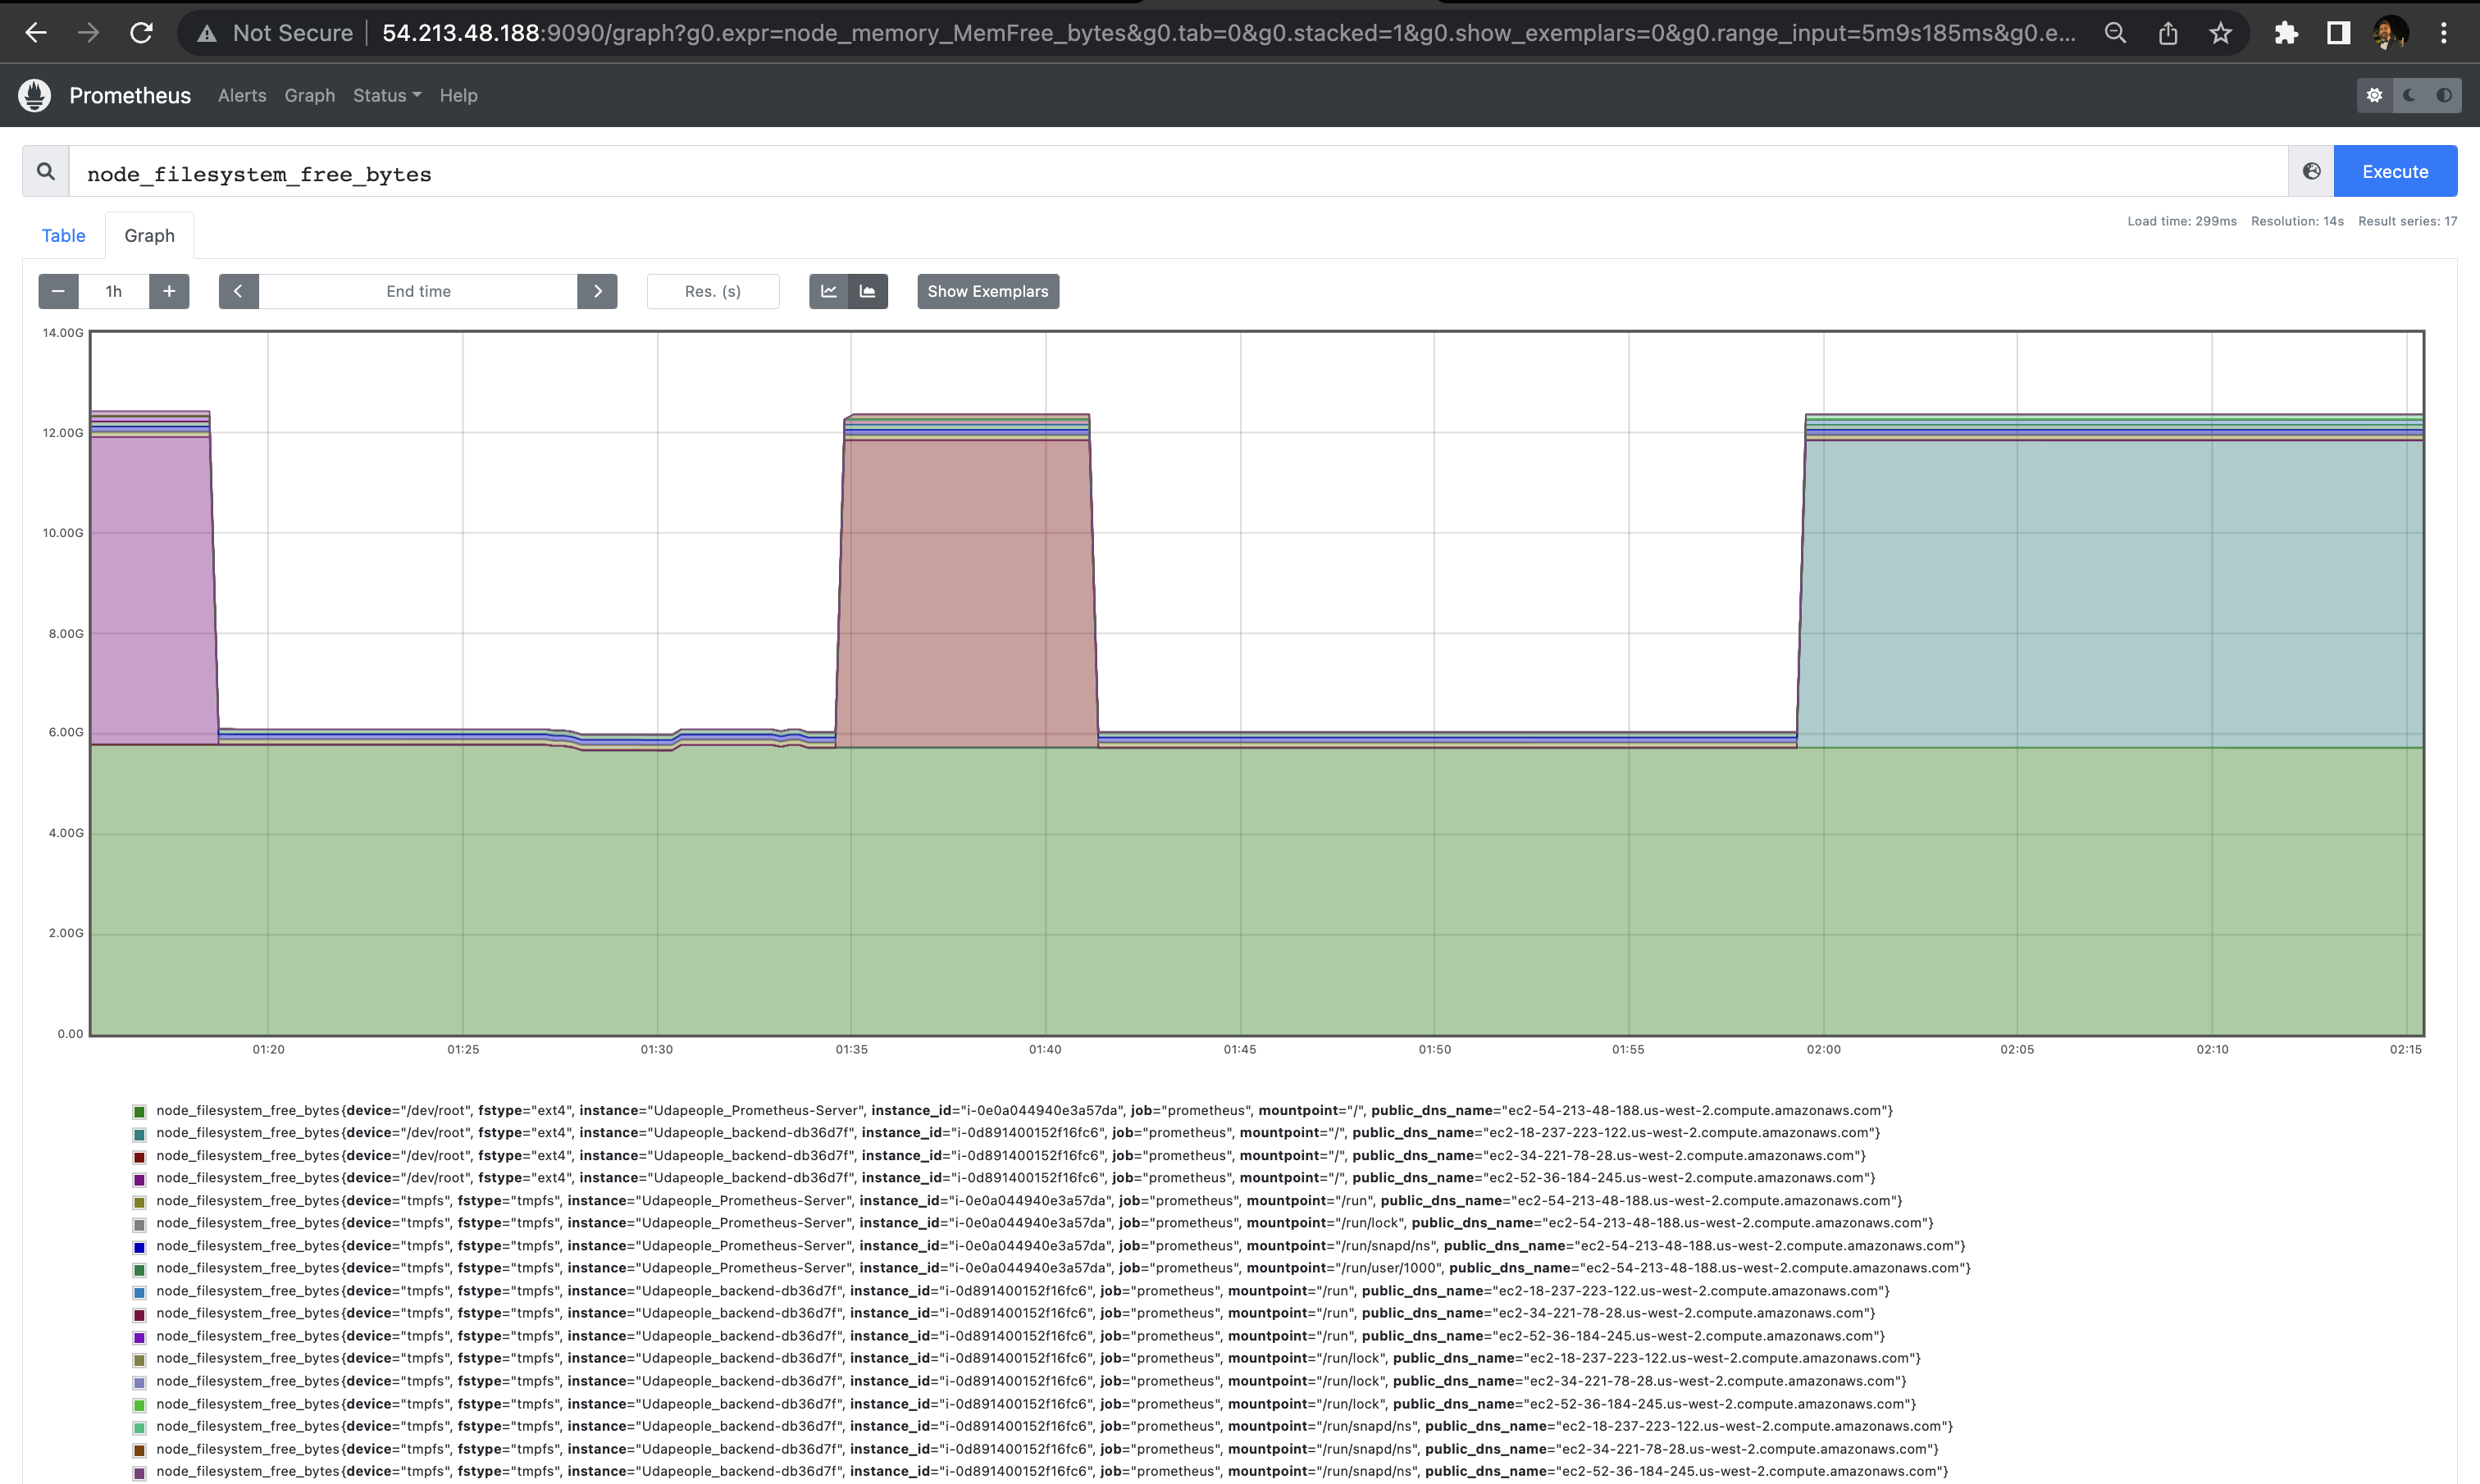 Not Secure 54.213.48.188:9090/graph?g0.expr=node_memory_MemFree_bytes&g0.tab=0&g0.stacked=1&g0.show_exemplars=0&g0.range_input=5m9s185ms&g0.e...
Prometheus Alerts Graph Status Help
node_filesystem_free_bytes Execute
Load time: 299ms Resolution: 14s Result series: 17
Table Graph
1h End time Res. (s) Show Exemplars
14.00G
12.00G
10.00G
8.00G
6.00G
4.00G
2.00G
0.00
01:20 01:25 01:30 01:35 01:40 01:45 01:50 01:55 02:00 02:05 02:10 02:15
node_filesystem_free_bytes{device="/dev/root", fstype="ext4", instance="Udapeople_Prometheus-Server", instance_id="i-0e0a044940e3a57da", job="prometheus", mountpoint="/", public_dns_name="ec2-54-213-48-188.us-west-2.compute.amazonaws.com"}
node_filesystem_free_bytes{device="/dev/root", fstype="ext4", instance="Udapeople_backend-db36d7f", instance_id="i-0d891400152f16fc6", job="prometheus", mountpoint="/", public_dns_name="ec2-18-237-223-122.us-west-2.compute.amazonaws.com"}
node_filesystem_free_bytes{device="/dev/root", fstype="ext4", instance="Udapeople_backend-db36d7f", instance_id="i-0d891400152f16fc6", job="prometheus", mountpoint="/", public_dns_name="ec2-34-221-78-28.us-west-2.compute.amazonaws.com"}
node_filesystem_free_bytes{device="/dev/root", fstype="ext4", instance="Udapeople_backend-db36d7f", instance_id="i-0d891400152f16fc6", job="prometheus", mountpoint="/", public_dns_name="ec2-52-36-184-245.us-west-2.compute.amazonaws.com"}
node_filesystem_free_bytes{device="tmpfs", fstype="tmpfs", instance="Udapeople_Prometheus-Server", instance_id="i-0e0a044940e3a57da", job="prometheus", mountpoint="/run", public_dns_name="ec2-54-213-48-188.us-west-2.compute.amazonaws.com"}
node_filesystem_free_bytes{device="tmpfs", fstype="tmpfs", instance="Udapeople_Prometheus-Server", instance_id="i-0e0a044940e3a57da", job="prometheus", mountpoint="/run/lock", public_dns_name="ec2-54-213-48-188.us-west-2.compute.amazonaws.com"}
node_filesystem_free_bytes{device="tmpfs", fstype="tmpfs", instance="Udapeople_Prometheus-Server", instance_id="i-0e0a044940e3a57da", job="prometheus", mountpoint="/run/snapd/ns", public_dns_name="ec2-54-213-48-188.us-west-2.compute.amazonaws.com"}
node_filesystem_free_bytes{device="tmpfs", fstype="tmpfs", instance="Udapeople_Prometheus-Server", instance_id="i-0e0a044940e3a57da", job="prometheus", mountpoint="/run/user/1000", public_dns_name="ec2-54-213-48-188.us-west-2.compute.amazonaws.com"}
node_filesystem_free_bytes{device="tmpfs", fstype="tmpfs", instance="Udapeople_backend-db36d7f", instance_id="i-0d891400152f16fc6", job="prometheus", mountpoint="/run", public_dns_name="ec2-18-237-223-122.us-west-2.compute.amazonaws.com"}
node_filesystem_free_bytes{device="tmpfs", fstype="tmpfs", instance="Udapeople_backend-db36d7f", instance_id="i-0d891400152f16fc6", job="prometheus", mountpoint="/run", public_dns_name="ec2-34-221-78-28.us-west-2.compute.amazonaws.com"}
node_filesystem_free_bytes{device="tmpfs", fstype="tmpfs", instance="Udapeople_backend-db36d7f", instance_id="i-0d891400152f16fc6", job="prometheus", mountpoint="/run", public_dns_name="ec2-52-36-184-245.us-west-2.compute.amazonaws.com"}
node_filesystem_free_bytes{device="tmpfs", fstype="tmpfs", instance="Udapeople_backend-db36d7f", instance_id="i-0d891400152f16fc6", job="prometheus", mountpoint="/run/lock", public_dns_name="ec2-18-237-223-122.us-west-2.compute.amazonaws.com"}
node_filesystem_free_bytes{device="tmpfs", fstype="tmpfs", instance="Udapeople_backend-db36d7f", instance_id="i-0d891400152f16fc6", job="prometheus", mountpoint="/run/lock", public_dns_name="ec2-34-221-78-28.us-west-2.compute.amazonaws.com"}
node_filesystem_free_bytes{device="tmpfs", fstype="tmpfs", instance="Udapeople_backend-db36d7f", instance_id="i-0d891400152f16fc6", job="prometheus", mountpoint="/run/lock", public_dns_name="ec2-52-36-184-245.us-west-2.compute.amazonaws.com"}
node_filesystem_free_bytes{device="tmpfs", fstype="tmpfs", instance="Udapeople_backend-db36d7f", instance_id="i-0d891400152f16fc6", job="prometheus", mountpoint="/run/snapd/ns", public_dns_name="ec2-18-237-223-122.us-west-2.compute.amazonaws.com"}
node_filesystem_free_bytes{device="tmpfs", fstype="tmpfs", instance="Udapeople_backend-db36d7f", instance_id="i-0d891400152f16fc6", job="prometheus", mountpoint="/run/snapd/ns", public_dns_name="ec2-34-221-78-28.us-west-2.compute.amazonaws.com"}
node_filesystem_free_bytes{device="tmpfs", fstype="tmpfs", instance="Udapeople_backend-db36d7f", instance_id="i-0d891400152f16fc6", job="prometheus", mountpoint="/run/snapd/ns", public_dns_name="ec2-52-36-184-245.us-west-2.compute.amazonaws.com"}